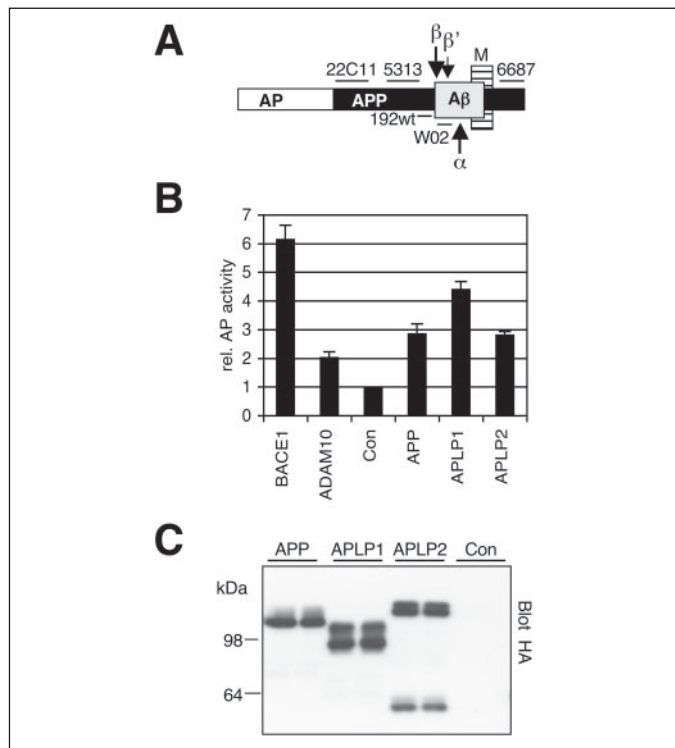 A
β β' M
22C11 5313 6687
AP APP Aβ
192wt
W02
α
B
rel. AP activity
7
6
5
4
3
2
1
0
BACE1
ADAM10
Con
APP
APLP1
APLP2
C
APP APLP1 APLP2 Con
kDa
98
64
Blot HA